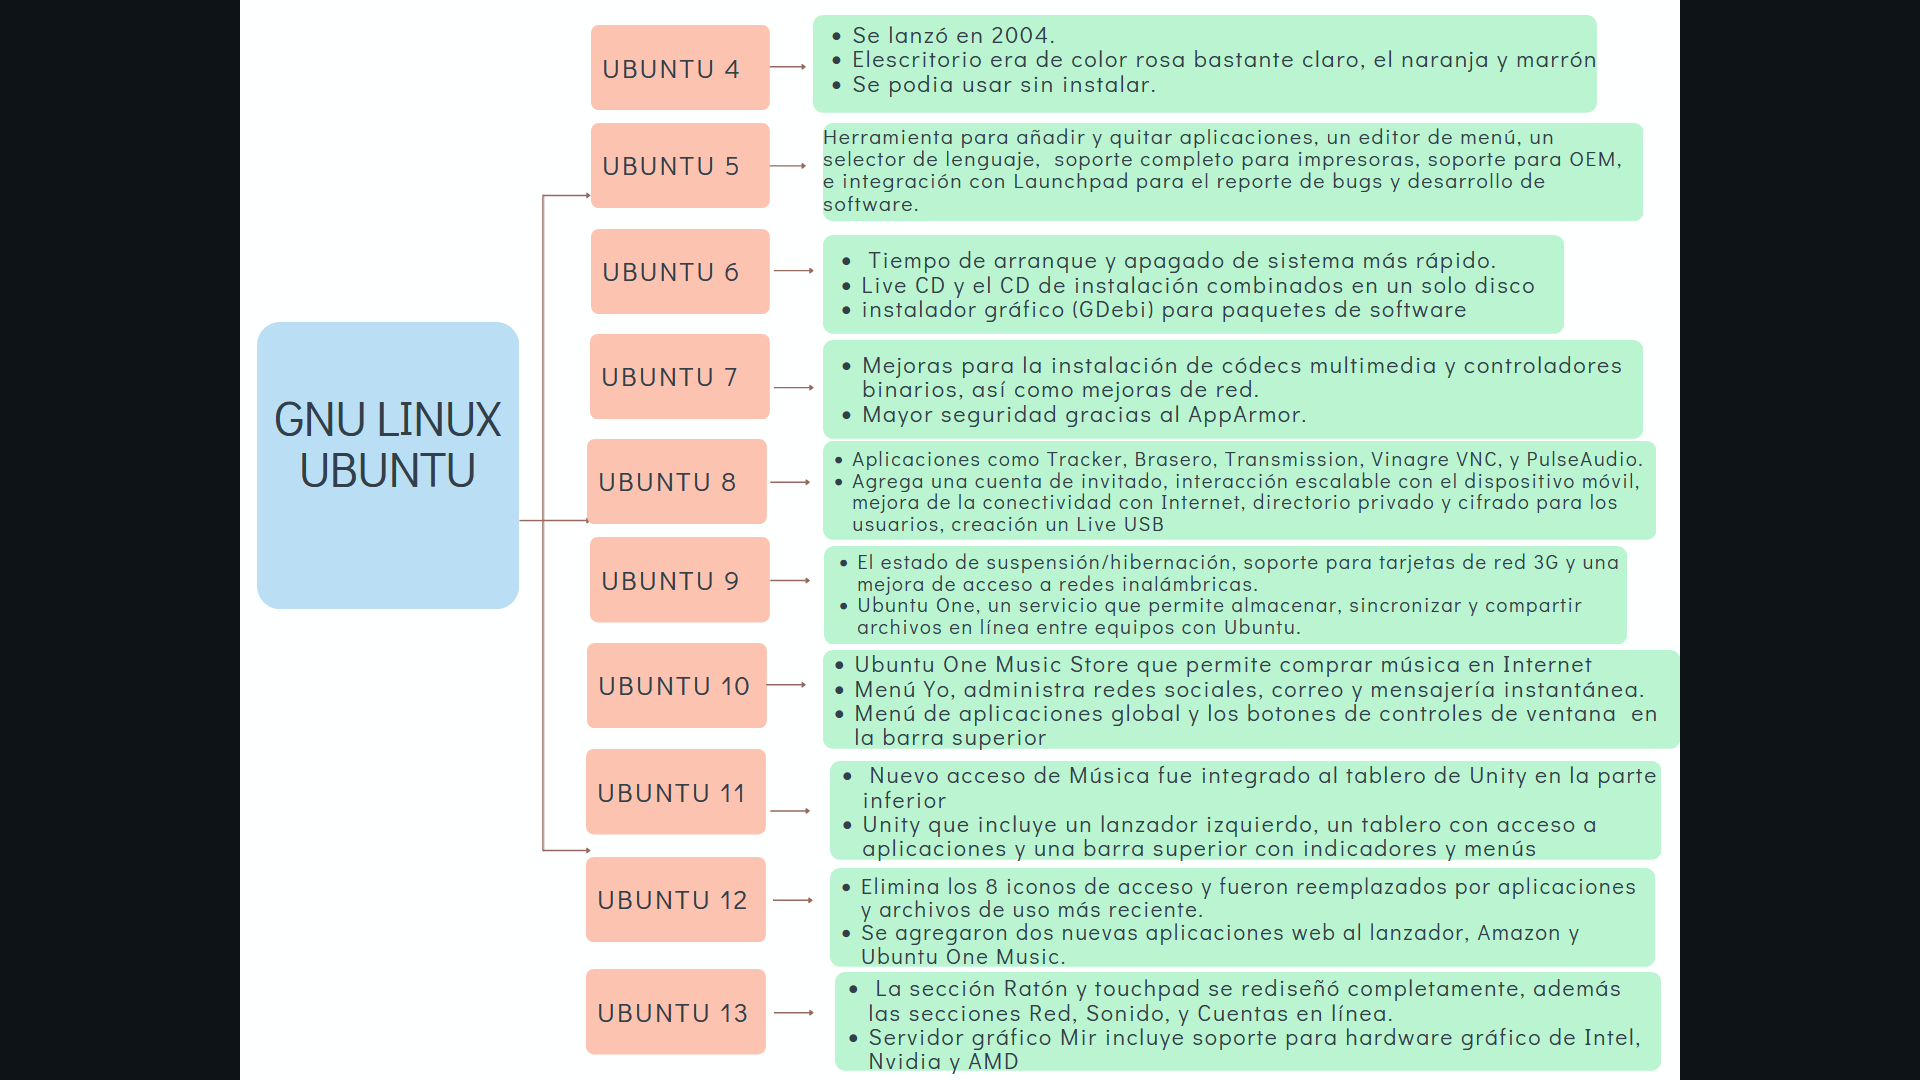 GNU LINUX
UBUNTU
UBUNTU 4
• Se lanzó en 2004.
• Elescritorio era de color rosa bastante claro, el naranja y marrón
• Se podia usar sin instalar.
UBUNTU 5
Herramienta para añadir y quitar aplicaciones, un editor de menú, un
selector de lenguaje, soporte completo para impresoras, soporte para OEM,
e integración con Launchpad para el reporte de bugs y desarrollo de
software.
UBUNTU 6
• Tiempo de arranque y apagado de sistema más rápido.
• Live CD y el CD de instalación combinados en un solo disco
• instalador gráfico (GDebi) para paquetes de software
UBUNTU 7
• Mejoras para la instalación de códecs multimedia y controladores
binarios, así como mejoras de red.
• Mayor seguridad gracias al AppArmor.
UBUNTU 8
• Aplicaciones como Tracker, Brasero, Transmission, Vinagre VNC, y PulseAudio.
• Agrega una cuenta de invitado, interacción escalable con el dispositivo móvil,
mejora de la conectividad con Internet, directorio privado y cifrado para los
usuarios, creación un Live USB
UBUNTU 9
• El estado de suspensión/hibernación, soporte para tarjetas de red 3G y una
mejora de acceso a redes inalámbricas.
• Ubuntu One, un servicio que permite almacenar, sincronizar y compartir
archivos en línea entre equipos con Ubuntu.
UBUNTU 10
• Ubuntu One Music Store que permite comprar música en Internet
• Menú Yo, administra redes sociales, correo y mensajería instantánea.
• Menú de aplicaciones global y los botones de controles de ventana en
la barra superior
UBUNTU 11
• Nuevo acceso de Música fue integrado al tablero de Unity en la parte
inferior
• Unity que incluye un lanzador izquierdo, un tablero con acceso a
aplicaciones y una barra superior con indicadores y menús
UBUNTU 12
• Elimina los 8 iconos de acceso y fueron reemplazados por aplicaciones
y archivos de uso más reciente.
• Se agregaron dos nuevas aplicaciones web al lanzador, Amazon y
Ubuntu One Music.
UBUNTU 13
• La sección Ratón y touchpad se rediseñó completamente, además
las secciones Red, Sonido, y Cuentas en línea.
• Servidor gráfico Mir incluye soporte para hardware gráfico de Intel,
Nvidia y AMD